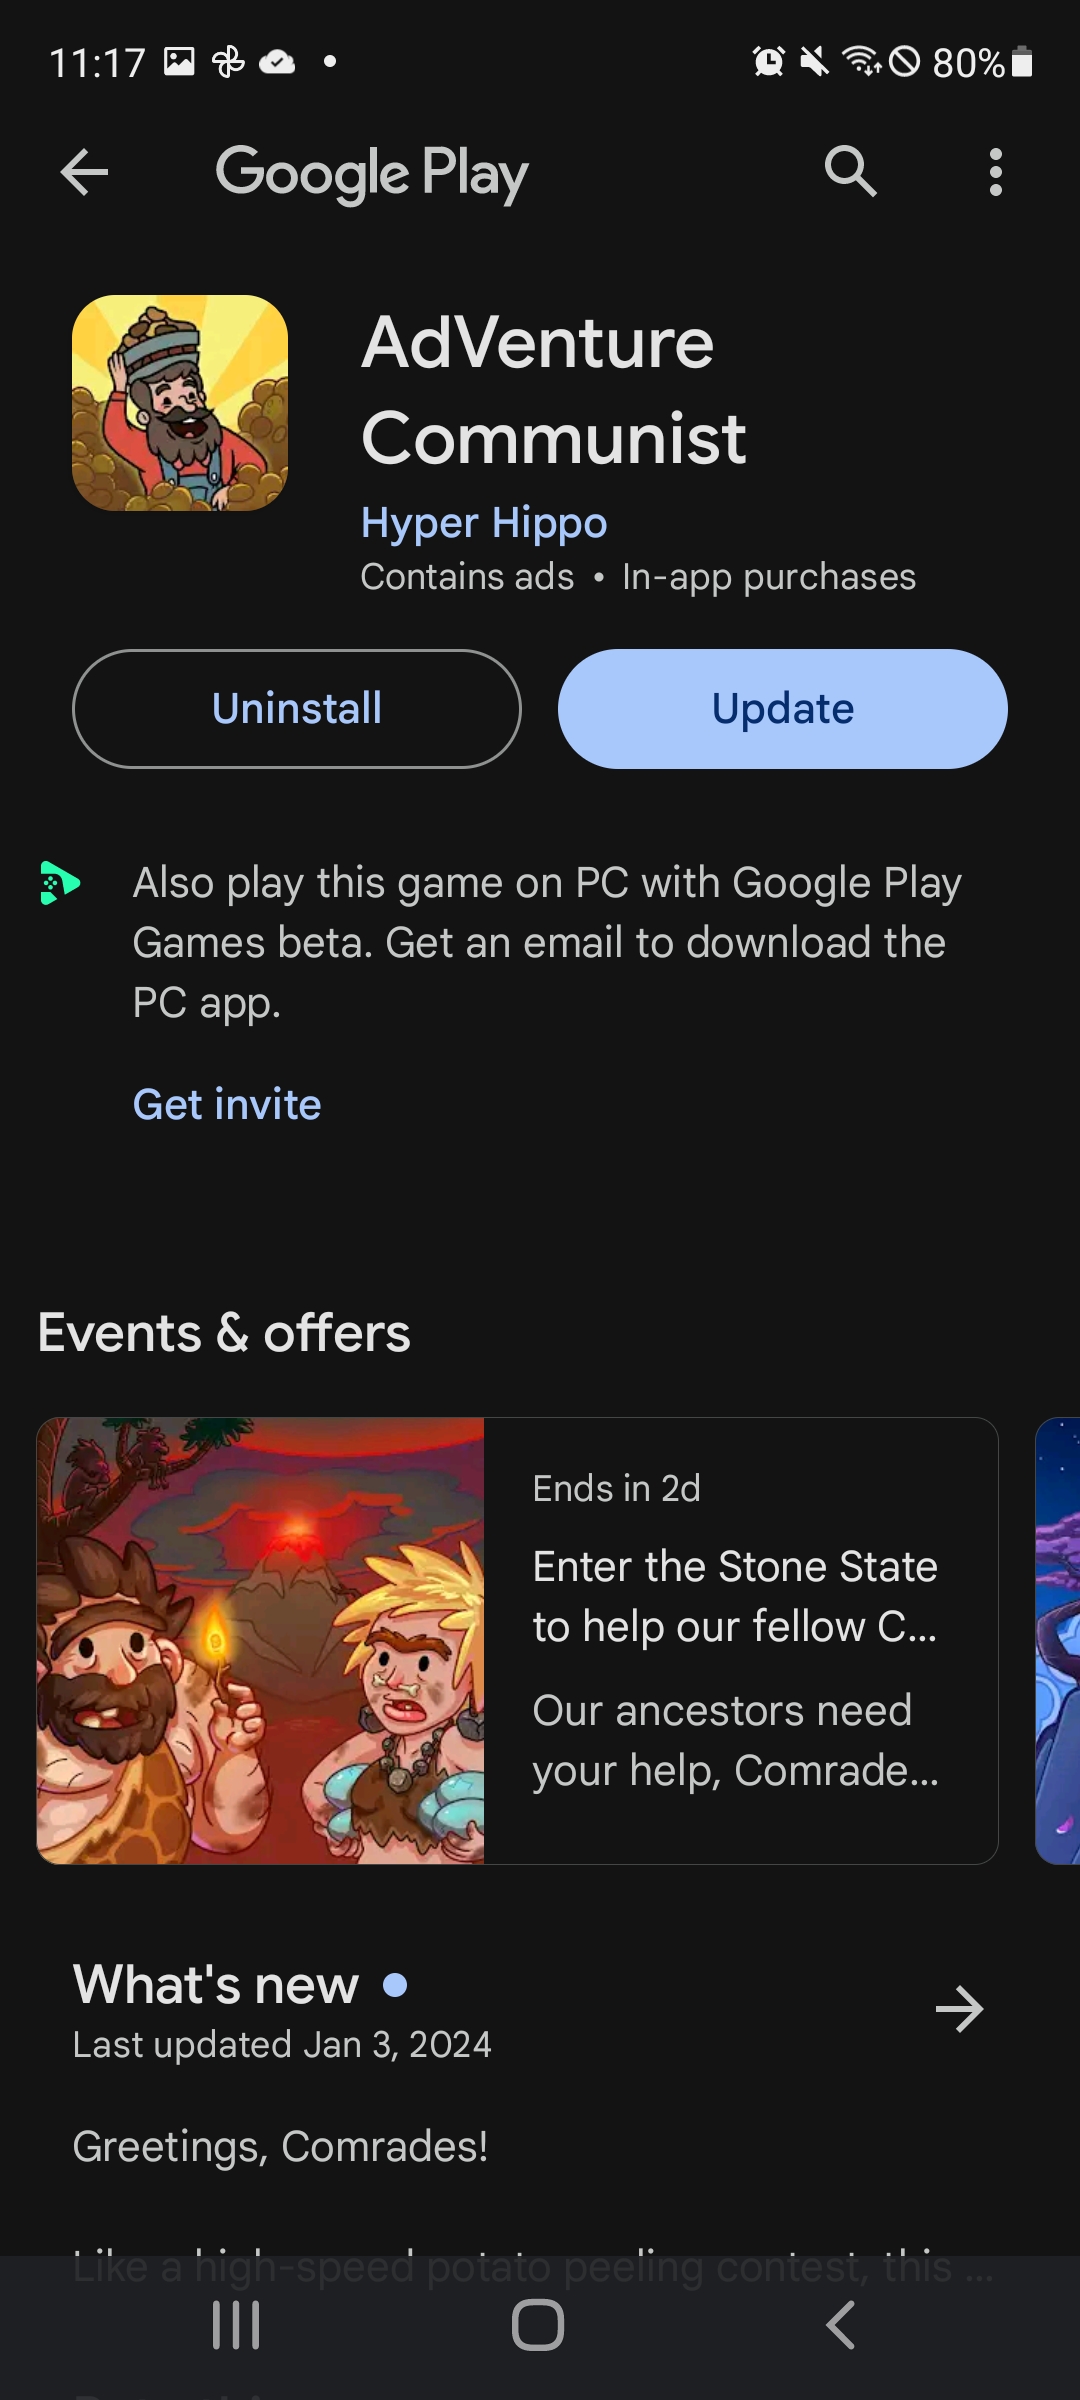 11:17
80%
Google Play
AdVenture
Communist
Hyper Hippo
Contains ads • In-app purchases
Uninstall
Update
Also play this game on PC with Google Play
Games beta. Get an email to download the
PC app.
Get invite
Events & offers
Ends in 2d
Enter the Stone State
to help our fellow C...
Our ancestors need
your help, Comrade...
What's new
Last updated Jan 3, 2024
Greetings, Comrades!
Like a high-speed potato peeling contest, this ...